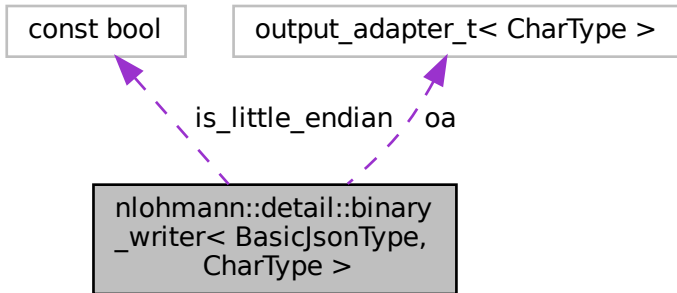 const bool
output_adapter_t< CharType >
is_little_endian
oa
nlohmann::detail::binary
_writer< BasicJsonType,
CharType >